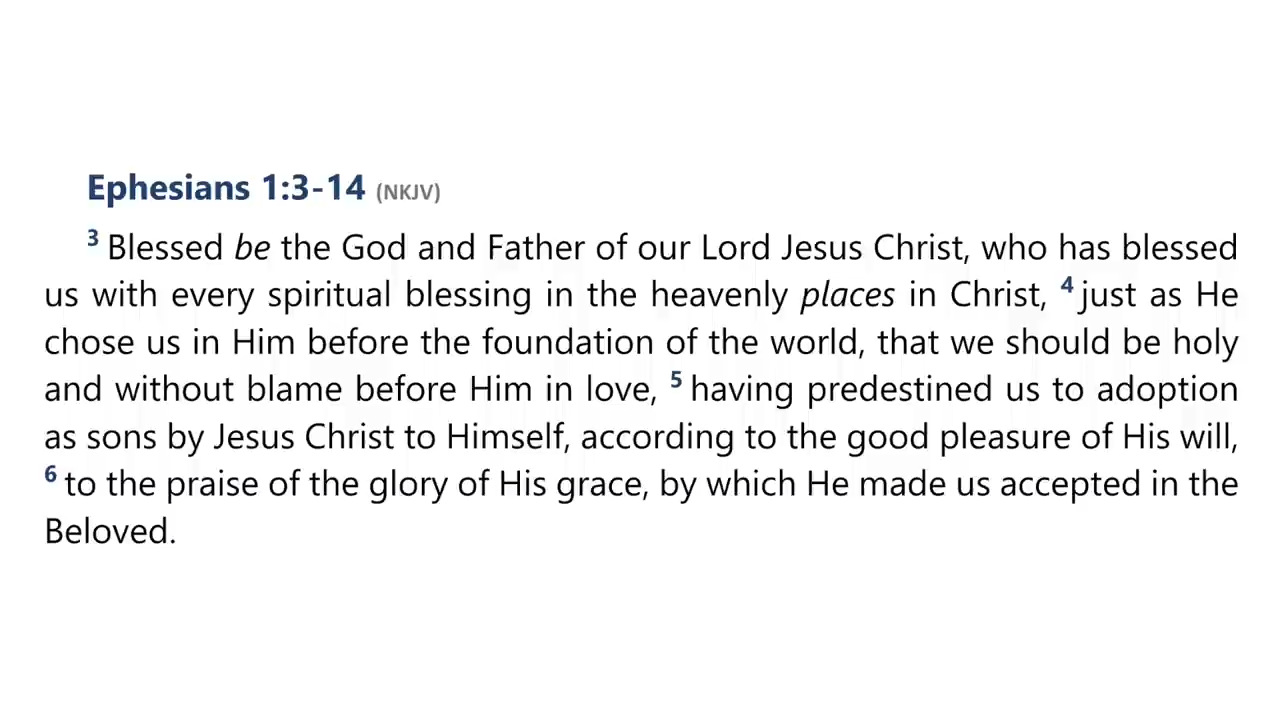 Ephesians 1:3-14 (NKJV)
3 Blessed be the God and Father of our Lord Jesus Christ, who has blessed
us with every spiritual blessing in the heavenly places in Christ, 4 just as He
chose us in Him before the foundation of the world, that we should be holy
and without blame before Him in love, 5 having predestined us to adoption
as sons by Jesus Christ to Himself, according to the good pleasure of His will,
6 to the praise of the glory of His grace, by which He made us accepted in the
Beloved.